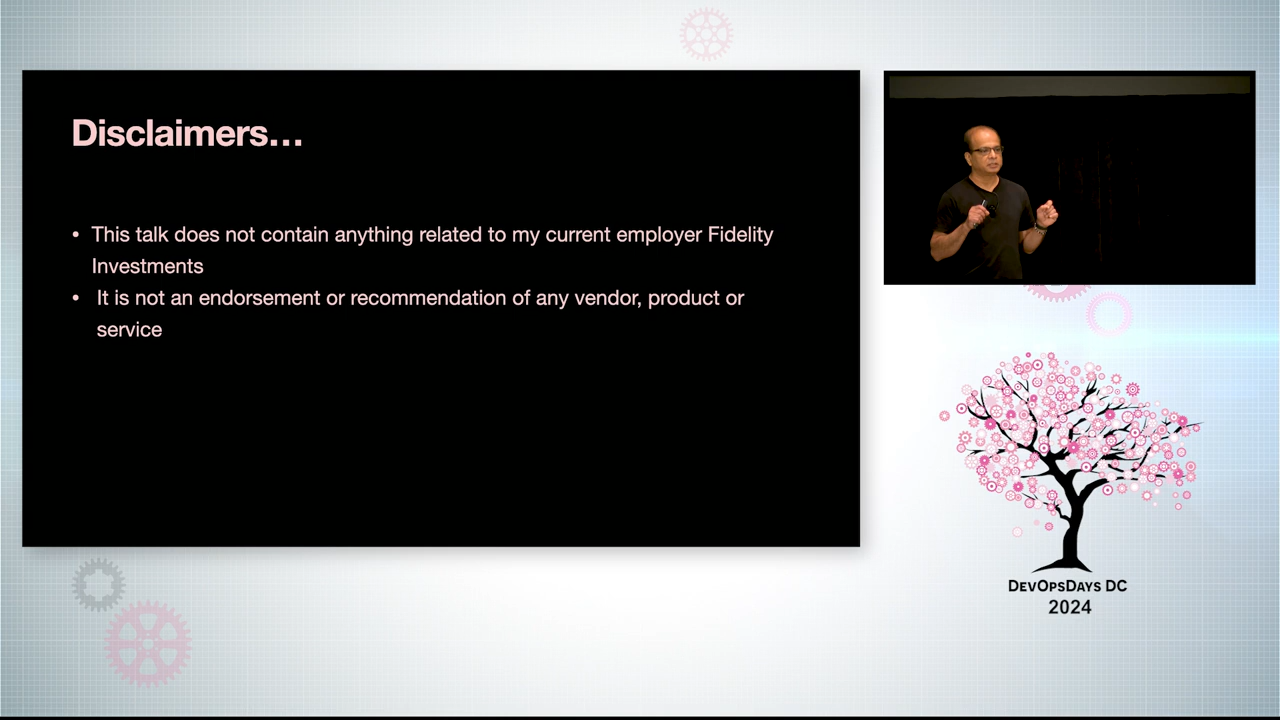 Disclaimers...
• This talk does not contain anything related to my current employer Fidelity
Investments
• It is not an endorsement or recommendation of any vendor, product or
service
DEVOPSDAYS DC
2024